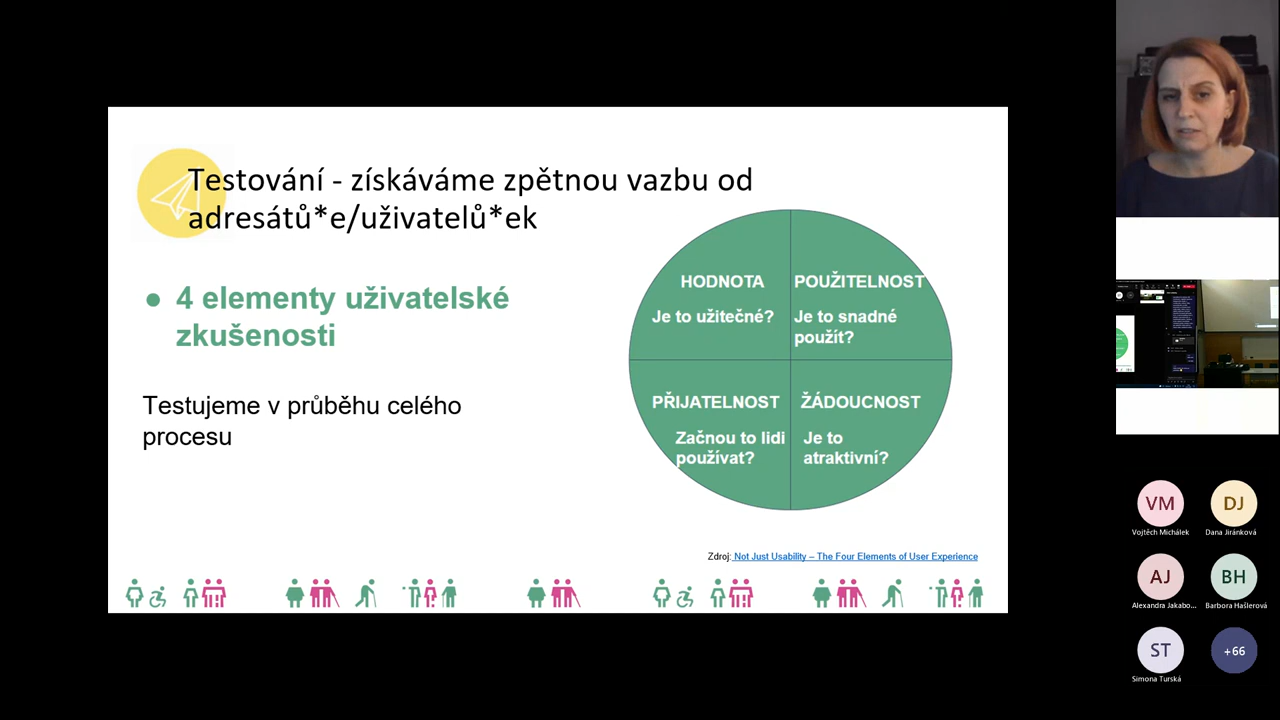 Testování - získáváme zpětnou vazbu od
adresátů*e/uživatelů*ek
● 4 elementy uživatelské
zkušenosti
Testujeme v průběhu celého
procesu
HODNOTA
Je to užitečné?
POUŽITELNOST
Je to snadné
použít?
PŘIJATELNOST
Začnou to lidi
používat?
ŽÁDOUCNOST
Je to
atraktivní?
Zdroj: Not Just Usability – The Four Elements of User Experience
VM
Vojtěch Michálek
DJ
Dana Jiránková
AJ
Alexandra Jakabo...
BH
Barbora Hašlerová
ST
Simona Turská
+66